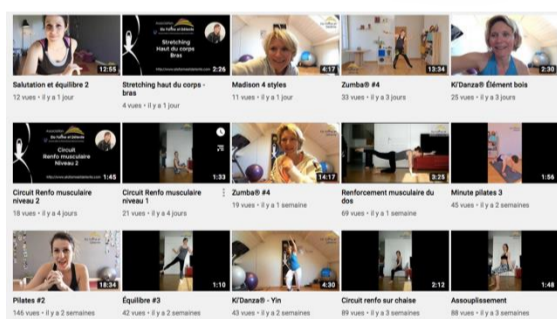 12:55
Stretching
Haut du corps
Bras
2:26
4:17
13:34
2:30
Salutation et équilibre 2
12 vues • il y a 1 jour
Stretching haut du corps -
bras
4 vues • il y a 1 jour
Madison 4 styles
11 vues • il y a 1 jour
Zumba® #4
33 vues • il y a 3 jours
Ki'Danza® Élément bois
25 vues • il y a 3 jours
Circuit
Renfo musculaire
Niveau 2
1:45
1:33
14:17
3:25
1:56
Circuit Renfo musculaire
niveau 2
18 vues • il y a 4 jours
Circuit Renfo musculaire
niveau 1
21 vues • il y a 4 jours
Zumba® #4
19 vues • il y a 1 semaine
Renforcement musculaire du
dos
69 vues • il y a 1 semaine
Minute pilates 3
45 vues • il y a 2 semaines
18:34
1:10
4:30
2:12
1:48
Pilates #2
146 vues • il y a 2 semaines
Équilibre #3
42 vues • il y a 2 semaines
Ki'Danza® - Yin
43 vues • il y a 2 semaines
Circuit renfo sur chaise
89 vues • il y a 3 semaines
Assouplissement
88 vues • il y a 3 semaines